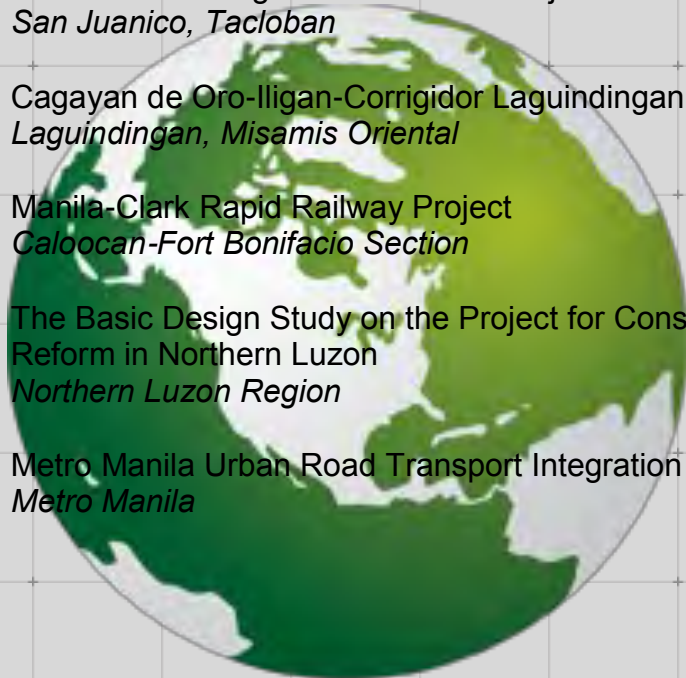 San Juanico, Tacloban
Cagayan de Oro-Iligan-Corrigidor Laguindingan
Laguindingan, Misamis Oriental
Manila-Clark Rapid Railway Project
Caloocan-Fort Bonifacio Section
The Basic Design Study on the Project for Cons
Reform in Northern Luzon
Northern Luzon Region
Metro Manila Urban Road Transport Integration
Metro Manila